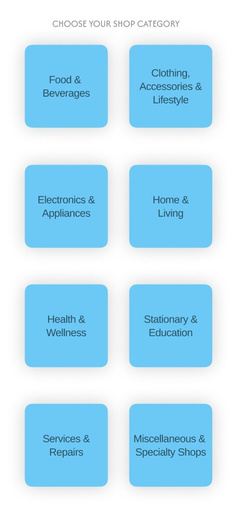 CHOOSE YOUR SHOP CATEGORY
Food &
Beverages
Clothing,
Accessories &
Lifestyle
Electronics &
Appliances
Home &
Living
Health &
Wellness
Stationary &
Education
Services &
Repairs
Miscellaneous &
Specialty Shops